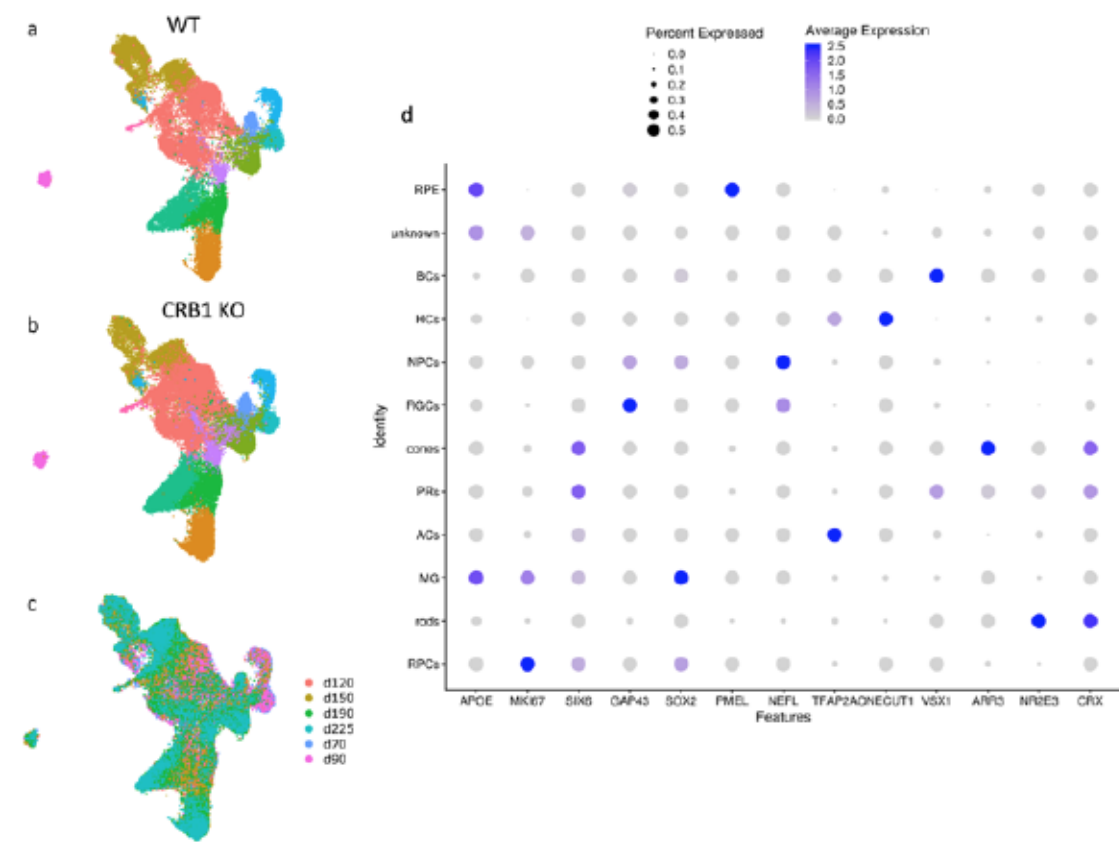 a
WT
b
CRB1 KO
c
d120
d150
d190
d225
d70
d90
d
Percent Expressed
0.0
0.1
0.2
0.3
0.4
0.5
Average Expression
2.5
2.0
1.5
1.0
0.5
0.0
Identity
RPE
unknown
BCs
HCs
NPCs
RGCs
cones
PRs
ACs
MG
rods
RPCs
APOE MKI67 SIX6 GAP43 SOX2 PMEL NEFL TFAP2AONECUT1 VSX1 ARR3 NR2E3 CRX
Features